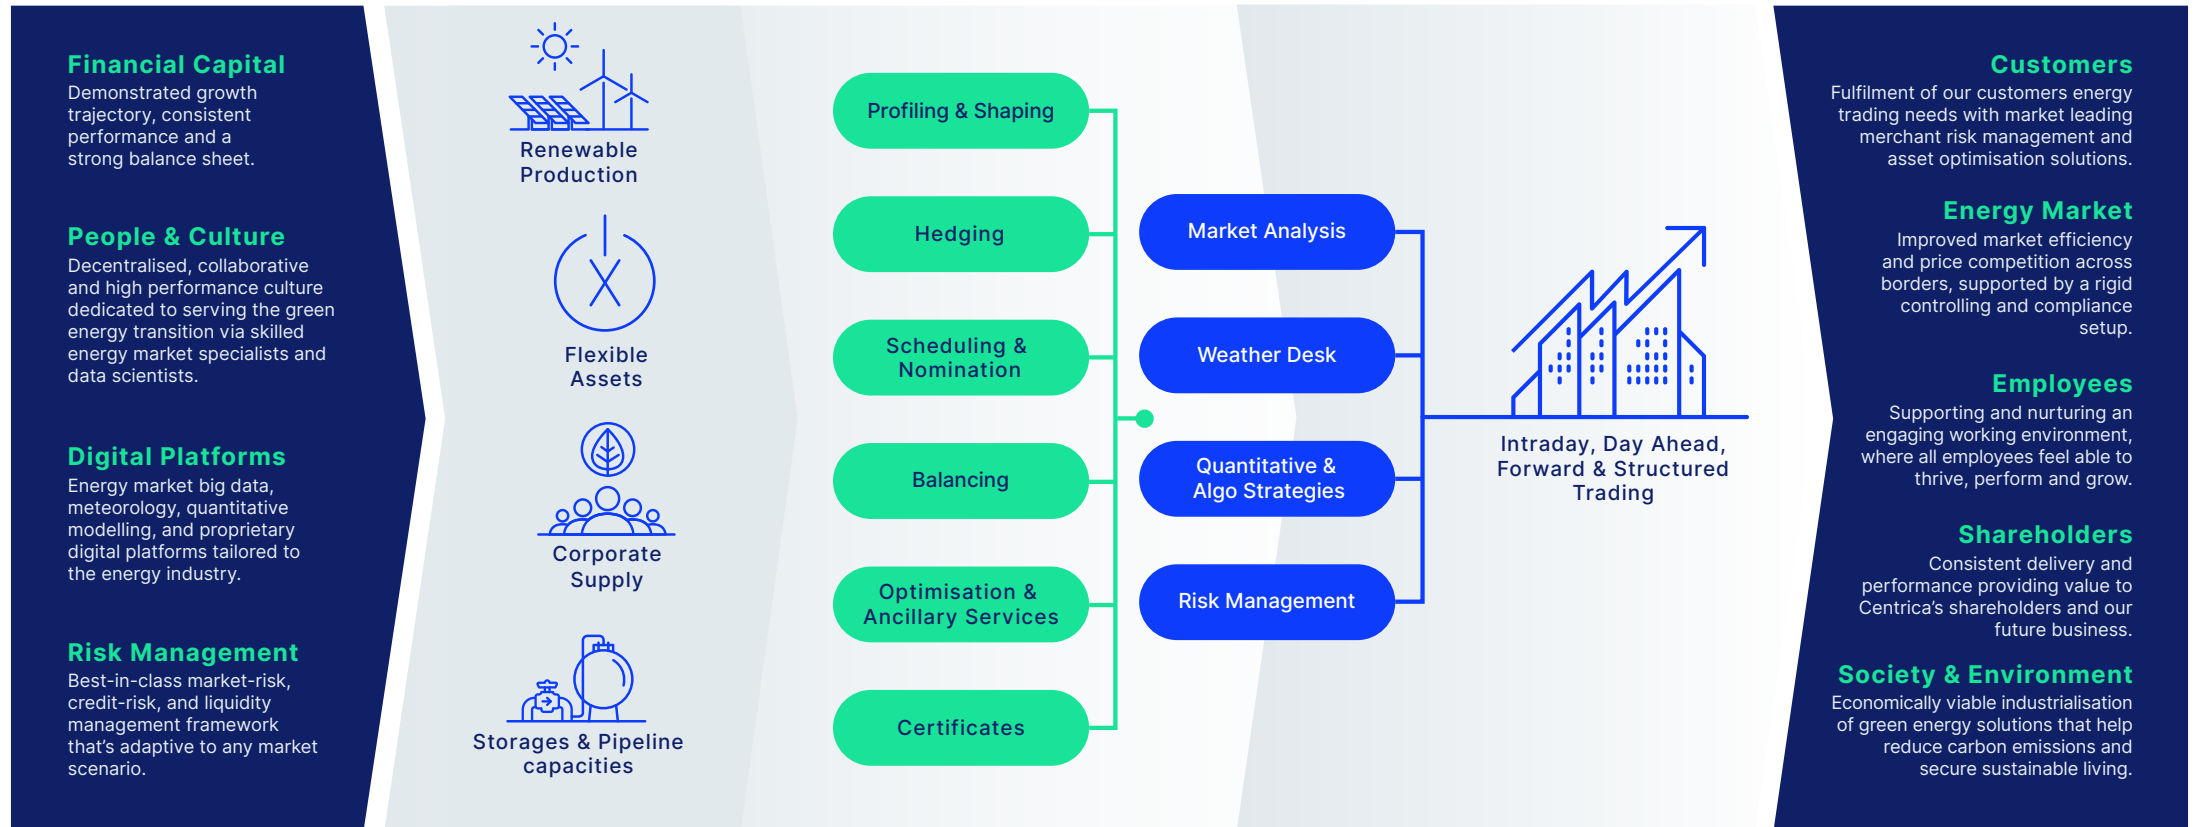 Financial Capital
Demonstrated growth
trajectory, consistent
performance and a
strong balance sheet.
People & Culture
Decentralised, collaborative
and high performance culture
dedicated to serving the green
energy transition via skilled
energy market specialists and
data scientists.
Digital Platforms
Energy market big data,
meteorology, quantitative
modelling, and proprietary
digital platforms tailored to
the energy industry.
Risk Management
Best-in-class market-risk,
credit-risk, and liquidity
management framework
that’s adaptive to any market
scenario.
Renewable
Production
Flexible
Assets
Corporate
Supply
Storages & Pipeline
capacities
Profiling & Shaping
Hedging
Scheduling &
Nomination
Balancing
Optimisation &
Ancillary Services
Certificates
Market Analysis
Weather Desk
Quantitative &
Algo Strategies
Risk Management
Intraday, Day Ahead,
Forward & Structured
Trading
Customers
Fulfilment of our customers energy
trading needs with market leading
merchant risk management and
asset optimisation solutions.
Energy Market
Improved market efficiency
and price competition across
borders, supported by a rigid
controlling and compliance
setup.
Employees
Supporting and nurturing an
engaging working environment,
where all employees feel able to
thrive, perform and grow.
Shareholders
Consistent delivery and
performance providing value to
Centrica’s shareholders and our
future business.
Society & Environment
Economically viable industrialisation
of green energy solutions that help
reduce carbon emissions and
secure sustainable living.